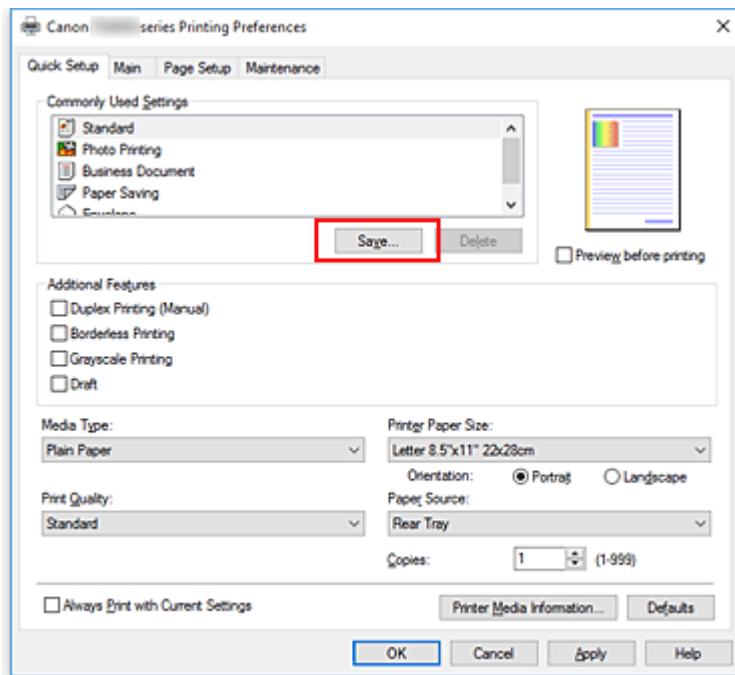 Canon series Printing Preferences
Quick Setup Main Page Setup Maintenance
Commonly Used Settings
Standard
Photo Printing
Business Document
Paper Saving
Envelope
Save... Delete
Preview before printing
Additional Features
Duplex Printing (Manual)
Borderless Printing
Grayscale Printing
Draft
Media Type: Printer Paper Size:
Plain Paper Letter 8.5"x11" 22x28cm
Orientation: Portrait Landscape
Print Quality: Paper Source:
Standard Rear Tray
Copies: 1 (1-999)
Always Print with Current Settings Printer Media Information... Defaults
OK Cancel Apply Help